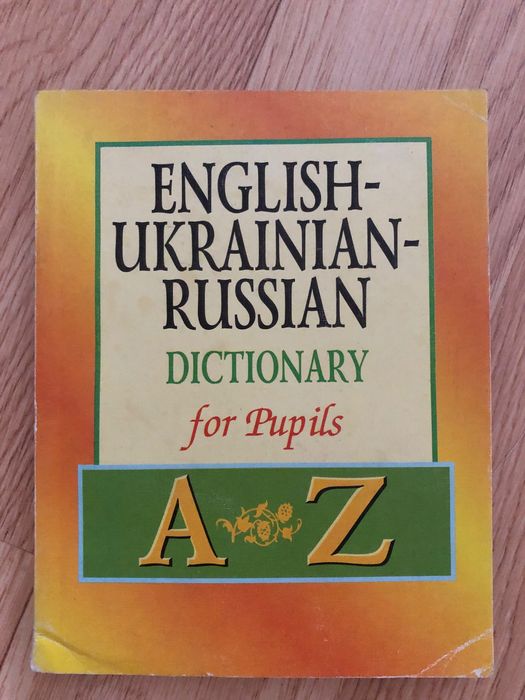 ENGLISH-
UKRAINIAN-
RUSSIAN
DICTIONARY
for Pupils
A Z